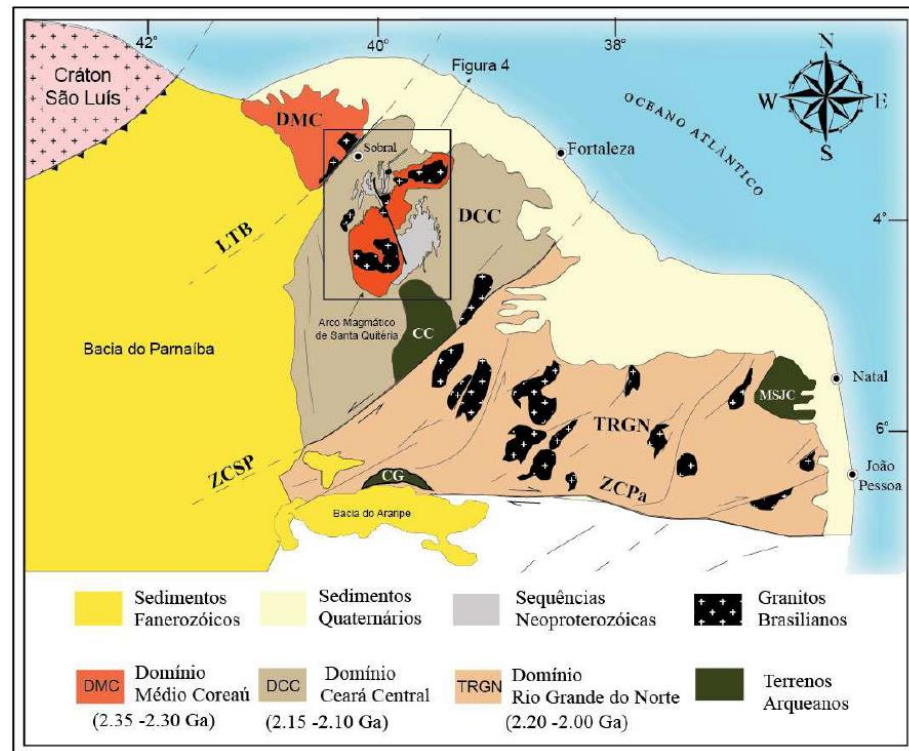 42°
40°
38°
Cráton
São Luís
Figura 4
N
W
E
S
OCEANO ATLÂNTICO
DMC
Sobral
Fortaleza
LTB
DCC
4°
Arco Magmático
de Santa Quitéria
CC
Bacia do Parnaíba
MSJC
Natal
TRGN
6°
ZCSP
CG
ZCPa
João
Pessoa
Bacia do Araripe
Sedimentos
Fanerozóicos
Sedimentos
Quaternários
Sequências
Neoproterozóicas
Granitos
Brasilianos
DMC
Domínio
Médio Coreaú
(2.35 -2.30 Ga)
DCC
Domínio
Ceará Central
(2.15 -2.10 Ga)
TRGN
Domínio
Rio Grande do Norte
(2.20 -2.00 Ga)
Terrenos
Arqueanos